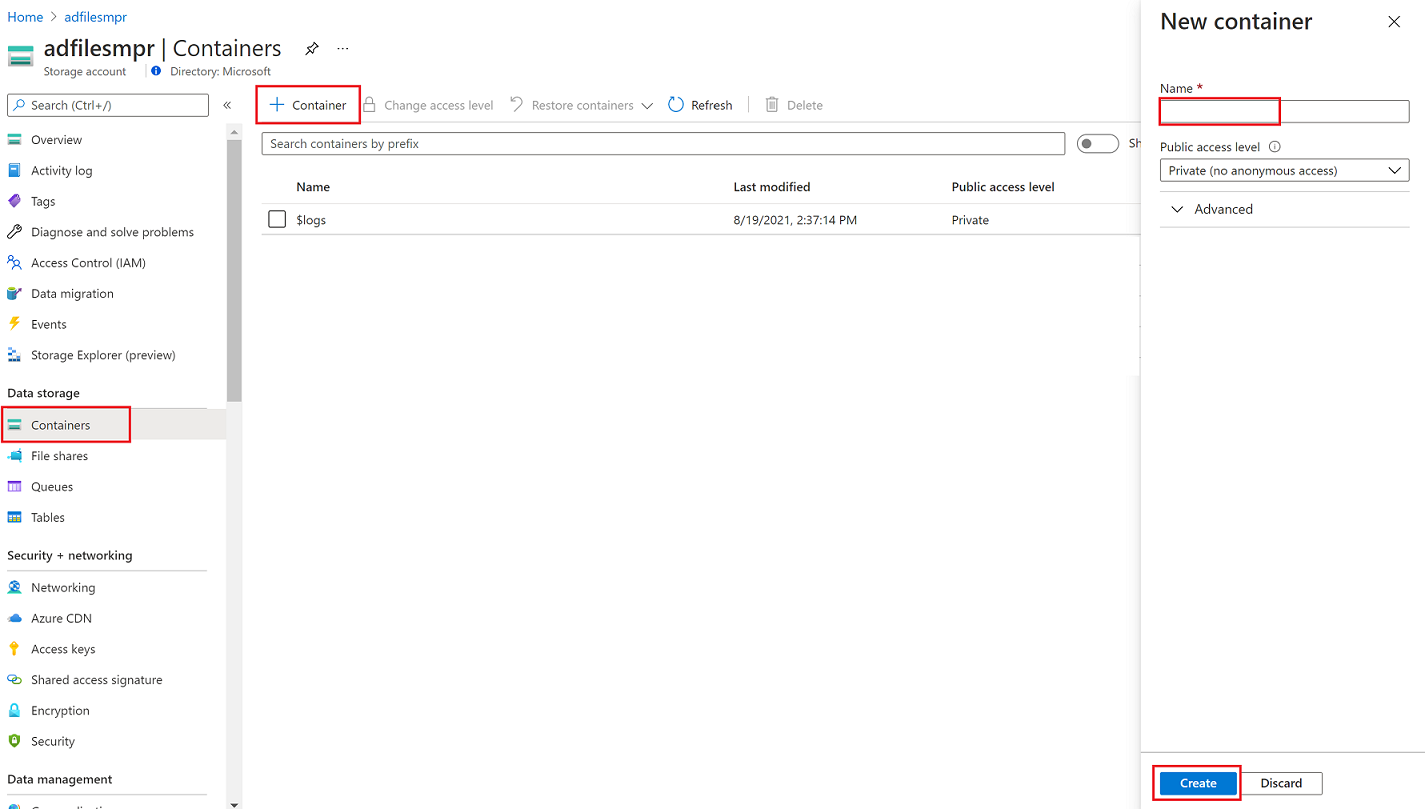 Home > adfilesmpr
adfilesmpr | Containers
Storage account
Directory: Microsoft
Search (Ctrl+/)
«
Overview
Activity log
Tags
Diagnose and solve problems
Access Control (IAM)
Data migration
Events
Storage Explorer (preview)
Data storage
Containers
File shares
Queues
Tables
Security + networking
Networking
Azure CDN
Access keys
Shared access signature
Encryption
Security
Data management
+ Container
Change access level
Restore containers
Refresh
Delete
Search containers by prefix
Name Last modified Public access level
$logs 8/19/2021, 2:37:14 PM Private
New container
Name *
Public access level
Private (no anonymous access)
Advanced
Create
Discard